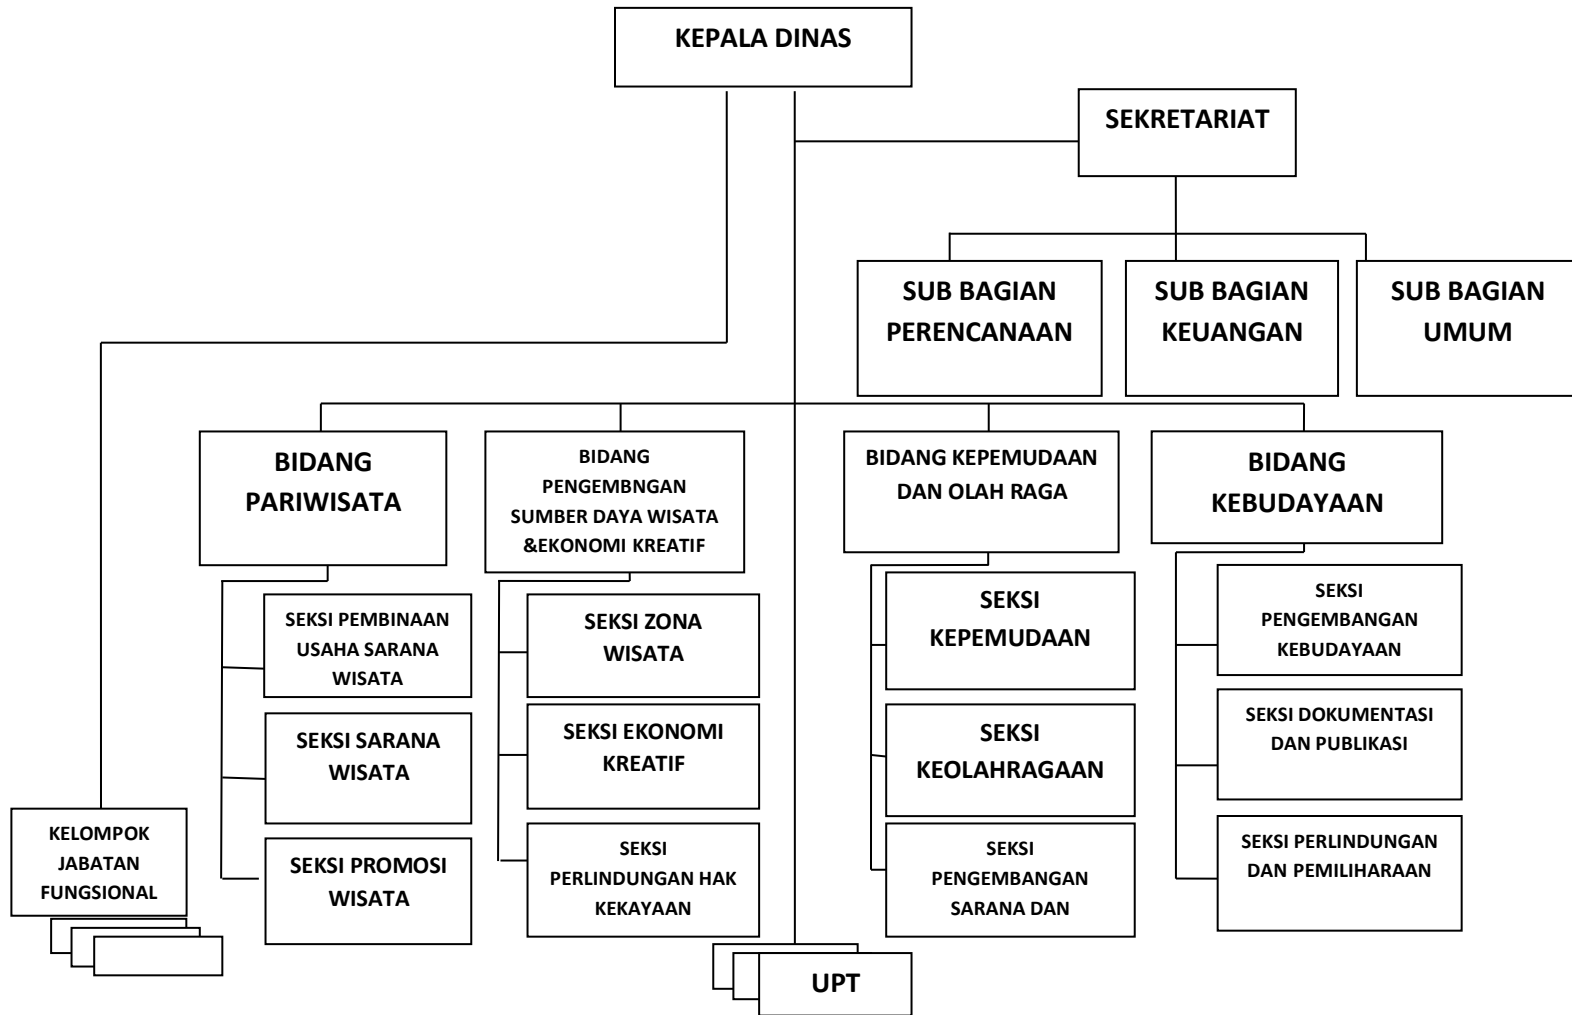 KEPALA DINAS
SEKRETARIAT
SUB BAGIAN
PERENCANAAN
SUB BAGIAN
KEUANGAN
SUB BAGIAN
UMUM
BIDANG
PARIWISATA
BIDANG
PENGEMBNGAN
SUMBER DAYA WISATA
&EKONOMI KREATIF
BIDANG KEPEMUDAAN
DAN OLAH RAGA
BIDANG
KEBUDAYAAN
SEKSI PEMBINAAN
USAHA SARANA
WISATA
SEKSI SARANA
WISATA
SEKSI PROMOSI
WISATA
SEKSI ZONA
WISATA
SEKSI EKONOMI
KREATIF
SEKSI
PERLINDUNGAN HAK
KEKAYAAN
SEKSI
KEPEMUDAAN
SEKSI
KEOLAHRAGAAN
SEKSI
PENGEMBANGAN
SARANA DAN
SEKSI
PENGEMBANGAN
KEBUDAYAAN
SEKSI DOKUMENTASI
DAN PUBLIKASI
SEKSI PERLINDUNGAN
DAN PEMILIHARAAN
KELOMPOK
JABATAN
FUNGSIONAL
UPT